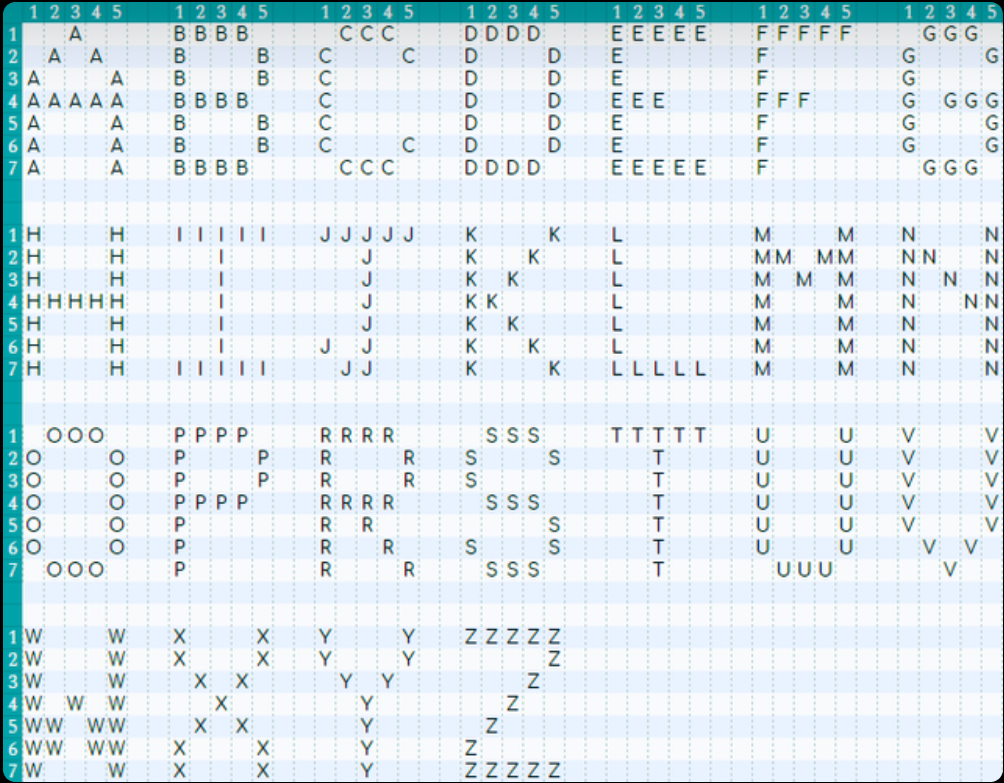 1 2 3 4 5 1 2 3 4 5 1 2 3 4 5 1 2 3 4 5 1 2 3 4 5 1 2 3 4 5 1 2 3 4 5
1 A B B B B C C C D D D D E E E E E F F F F F G G G
2 A A B B C C D D E F G G
3 A A B B C D D E F G
4 A A A A A B B B B C D D E E E F F F G G G G
5 A A B B C D D E F G G
6 A A B B C C D D E F G G
7 A A B B B B C C C D D D D E E E E E F G G G
1 H H I I I I I J J J J J K K L M M N N
2 H H I J K K L M M M M N N N
3 H H I J K K L M M M N N N
4 H H H H H I J K K L M M N N N
5 H H I J K K L M M N N
6 H H I J J K K L M M N N
7 H H I I I I I J J K K L L L L L M M N N
1 O O O P P P P R R R R S S S T T T T T U U V V
2 O O P P R R S S T U U V V
3 O O P P R R S T U U V V
4 O O P P P P R R R R S S S T U U V V
5 O O P R R S T U U V V
6 O O P R R S S T U U V V
7 O O O P R R S S S T U U U V
1 W W X X Y Y Z Z Z Z Z
2 W W X X Y Y Z
3 W W X X Y Y Z
4 W W W X Y Z
5 W W W W X X Y Z
6 W W W W X X Y Z
7 W W X X Y Z Z Z Z Z